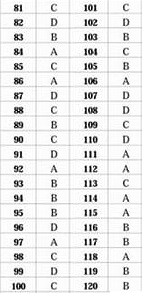 81 C 101 C
82 D 102 D
83 B 103 B
84 A 104 C
85 C 105 B
86 A 106 A
87 D 107 D
88 C 108 D
89 B 109 C
90 C 110 D
91 D 111 A
92 A 112 A
93 B 113 C
94 B 114 A
95 B 115 A
96 D 116 B
97 A 117 B
98 C 118 A
99 D 119 B
100 C 120 B